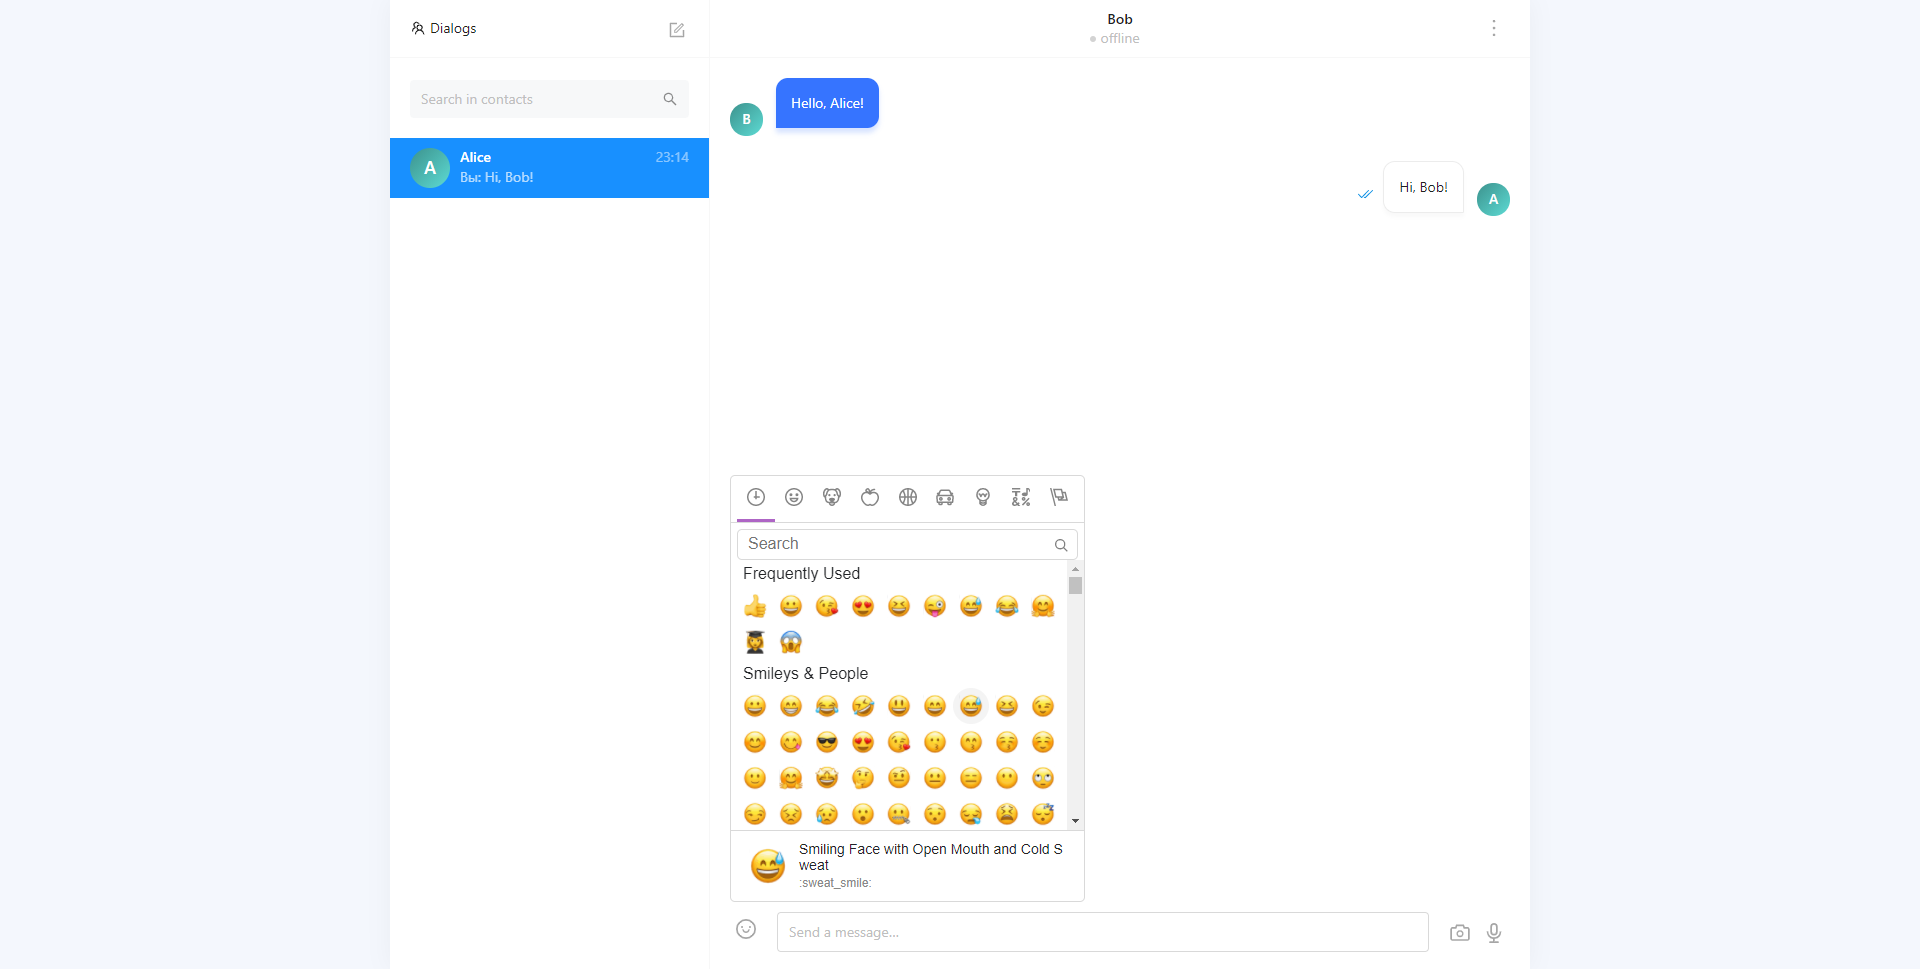 Dialogs
Search in contacts
A
Alice
23:14
Вы: Hi, Bob!
Bob
offline
B
Hello, Alice!
Hi, Bob!
A
Search
Frequently Used
Smileys & People
Smiling Face with Open Mouth and Cold S
weat
:sweat_smile:
Send a message...